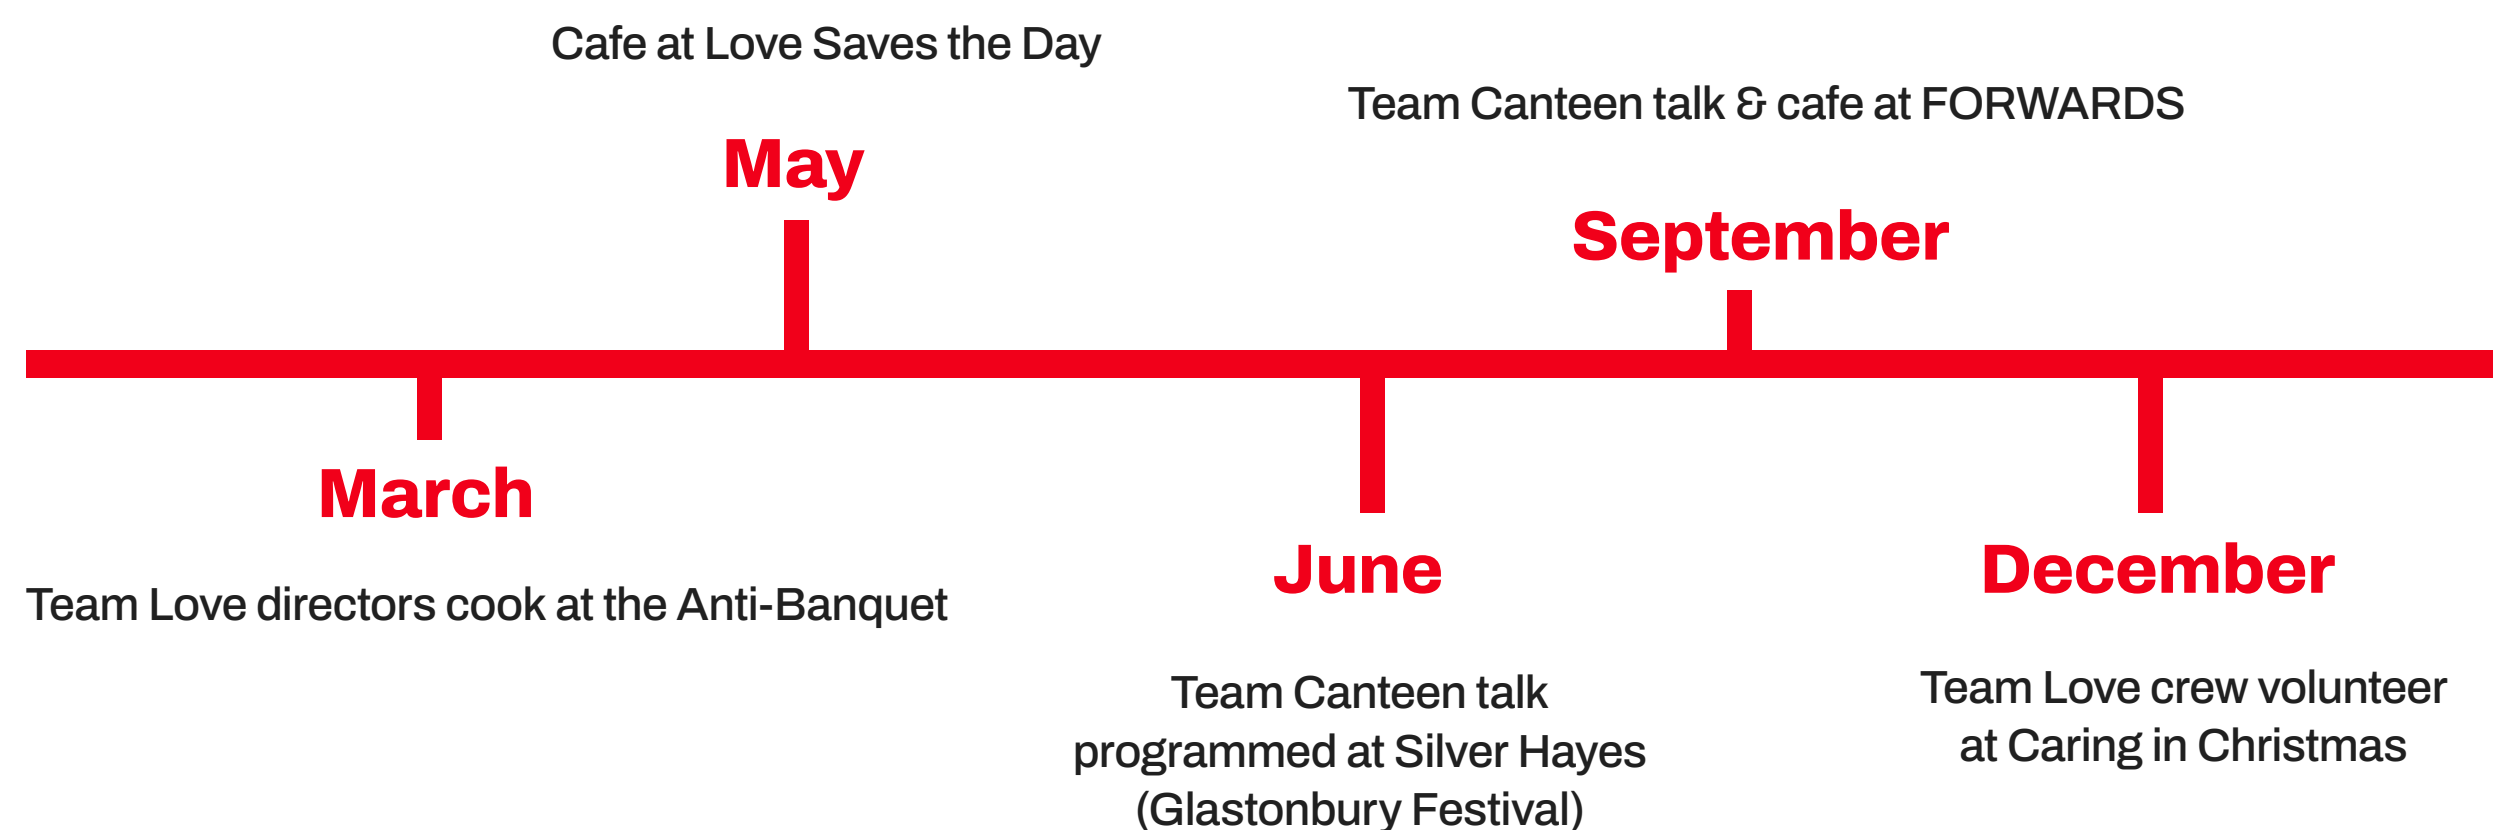 Cafe at Love Saves the Day
May
Team Canteen talk & cafe at FORWARDS
September
March
Team Love directors cook at the Anti-Banquet
June
Team Canteen talk
programmed at Silver Hayes
(Glastonbury Festival)
December
Team Love crew volunteer
at Caring in Christmas